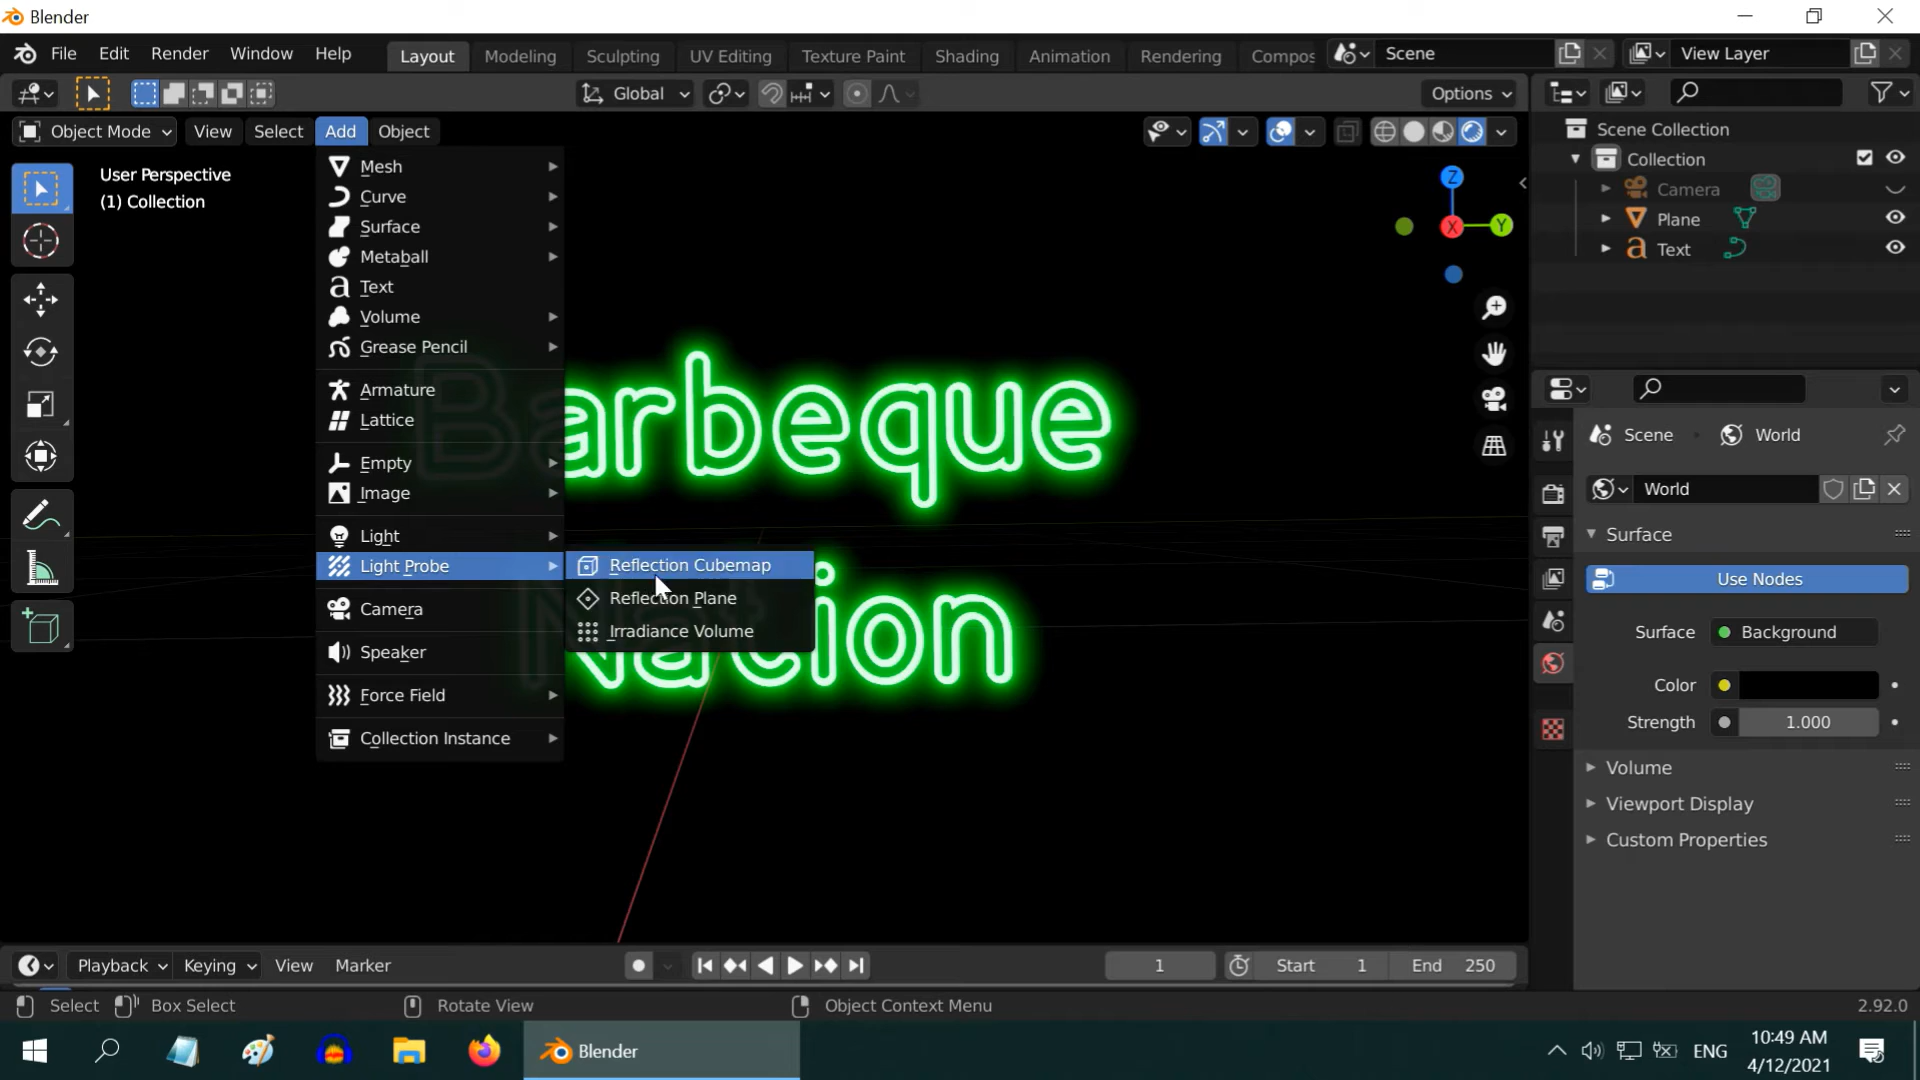 Blender
File Edit Render Window Help Layout Modeling Sculpting UV Editing Texture Paint Shading Animation Rendering Compos Scene View Layer
Global Options
Object Mode View Select Add Object
User Perspective
(1) Collection
Mesh
Curve
Surface
Metaball
Text
Volume
Grease Pencil
Armature
Lattice
Empty
Image
Light
Light Probe
Camera
Speaker
Force Field
Collection Instance
Reflection Cubemap
Reflection Plane
Irradiance Volume
Barbeque
Nation
Z
X
Y
Scene Collection
Collection
Camera
Plane
Text
Scene World
World
Surface
Use Nodes
Surface Background
Color
Strength 1.000
Volume
Viewport Display
Custom Properties
Playback Keying View Marker 1 Start 1 End 250
Select Box Select Rotate View Object Context Menu 2.92.0
Blender ENG 10:49 AM
4/12/2021